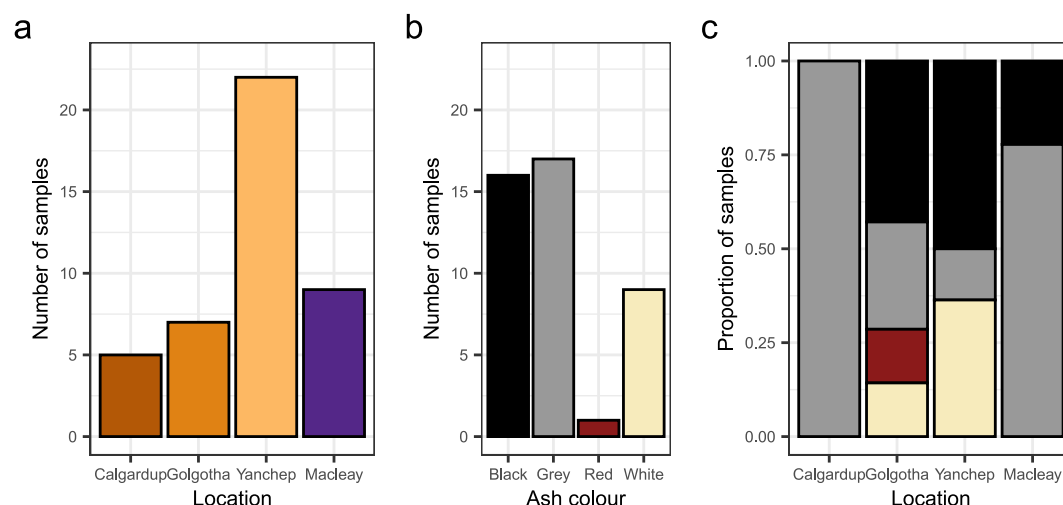 a
Number of samples
20
15
10
5
0
Calgardup Golgotha Yanchep Macleay
Location
b
Number of samples
20
15
10
5
0
Black Grey Red White
Ash colour
c
Proportion of samples
1.00
0.75
0.50
0.25
0.00
Calgardup Golgotha Yanchep Macleay
Location